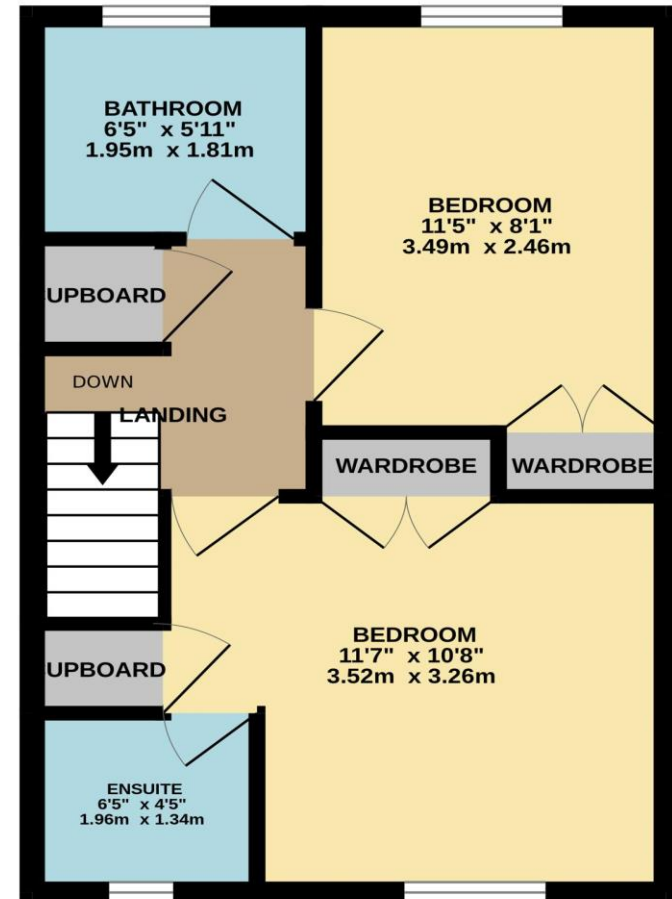 BATHROOM
6'5" x 5'11"
1.95m x 1.81m
BEDROOM
11'5" x 8'1"
3.49m x 2.46m
UPBOARD
DOWN
LANDING
WARDROBE
WARDROBE
BEDROOM
11'7" x 10'8"
3.52m x 3.26m
UPBOARD
ENSUITE
6'5" x 4'5"
1.96m x 1.34m